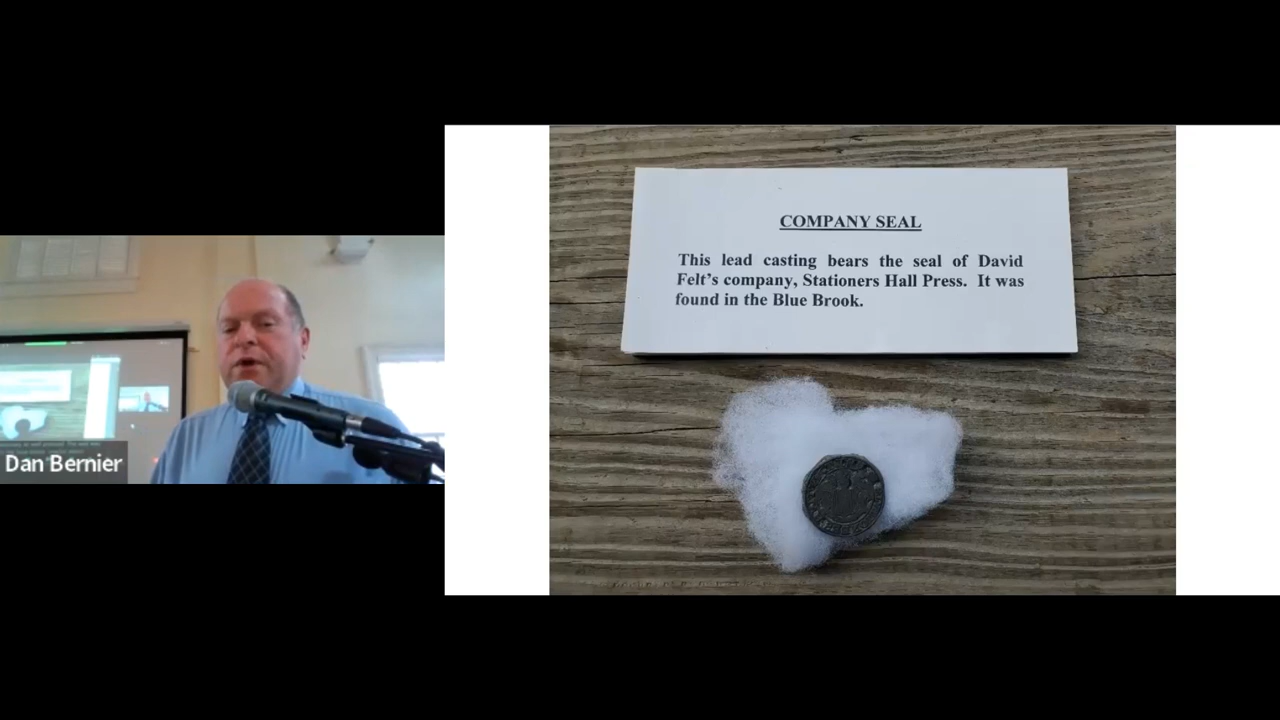 COMPANY SEAL
This lead casting bears the seal of David
Felt's company, Stationers Hall Press.  It was
found in the Blue Brook.
Dan Bernier